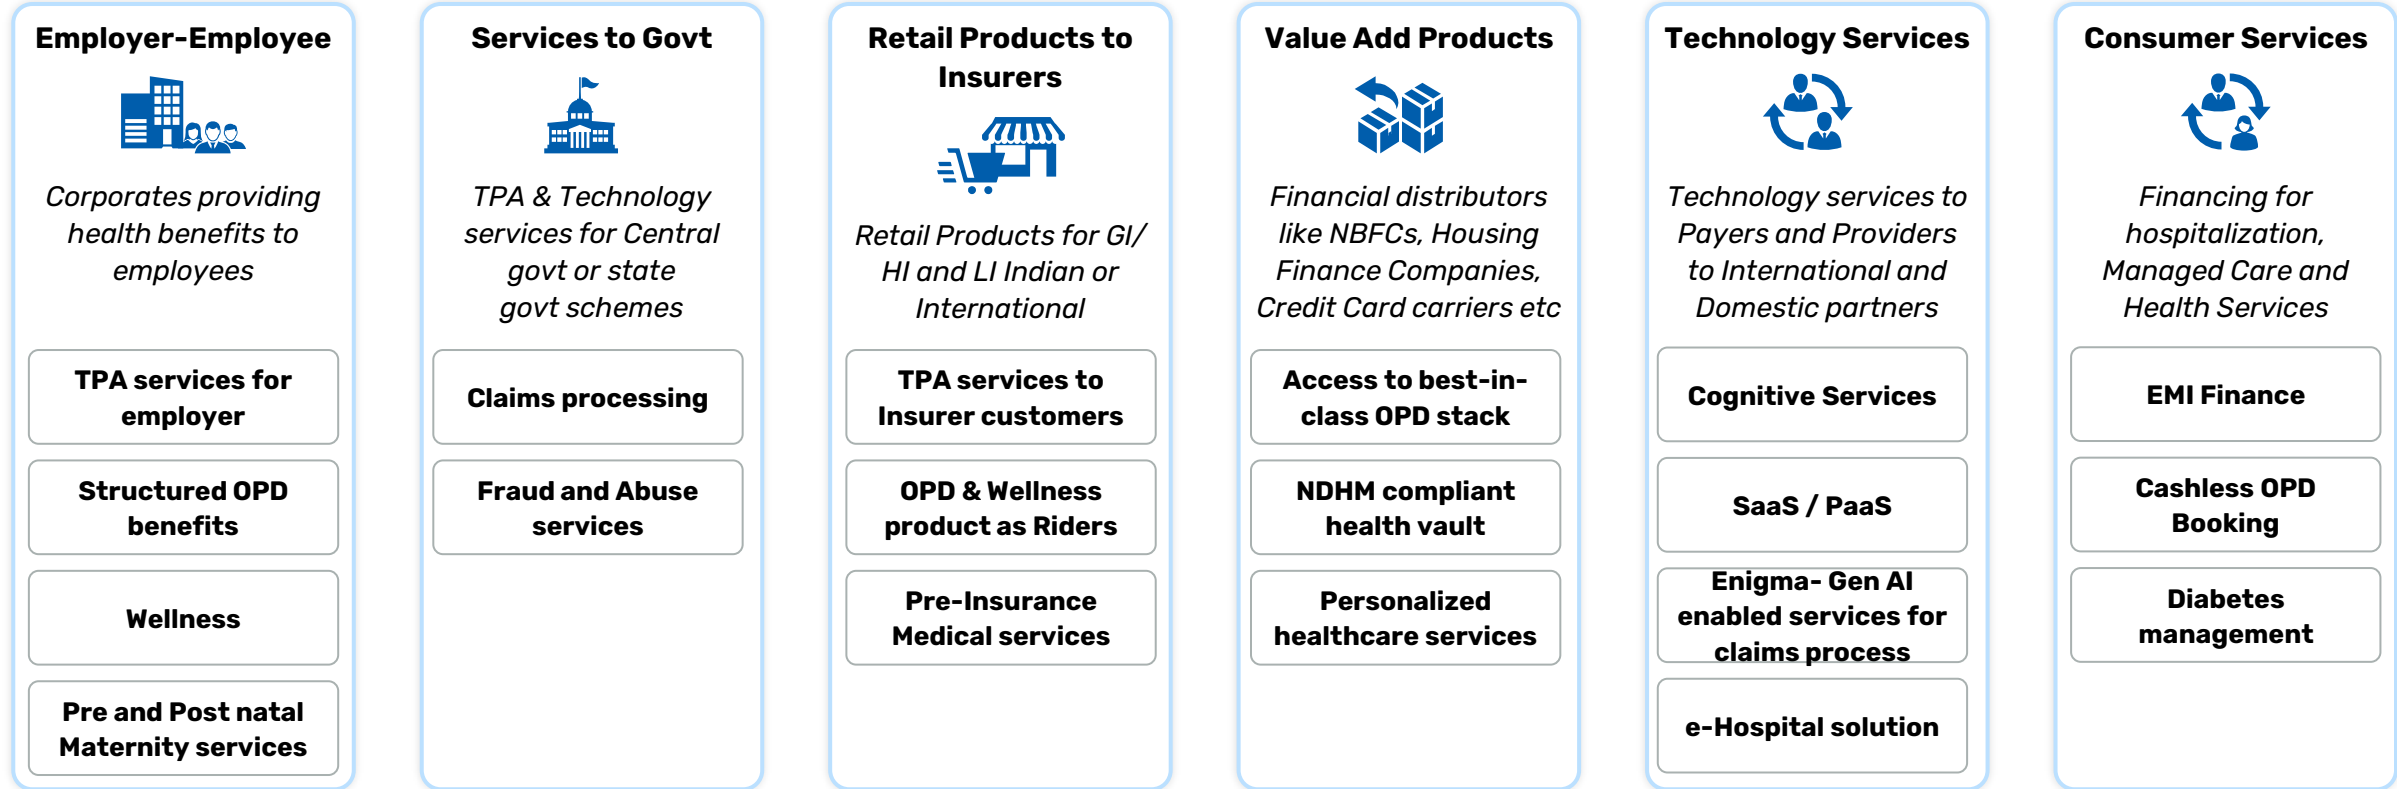 Employer-Employee
Corporates providing
health benefits to
employees
TPA services for
employer
Structured OPD
benefits
Wellness
Pre and Post natal
Maternity services
Services to Govt
TPA & Technology
services for Central
govt or state
govt schemes
Claims processing
Fraud and Abuse
services
Retail Products to
Insurers
Retail Products for GI/
HI and LI Indian or
International
TPA services to
Insurer customers
OPD & Wellness
product as Riders
Pre-Insurance
Medical services
Value Add Products
Financial distributors
like NBFCs, Housing
Finance Companies,
Credit Card carriers etc
Access to best-in-
class OPD stack
NDHM compliant
health vault
Personalized
healthcare services
Technology Services
Technology services to
Payers and Providers
to International and
Domestic partners
Cognitive Services
SaaS / PaaS
Enigma- Gen AI
enabled services for
claims process
e-Hospital solution
Consumer Services
Financing for
hospitalization,
Managed Care and
Health Services
EMI Finance
Cashless OPD
Booking
Diabetes
management